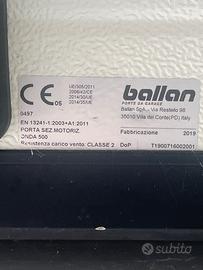 CE 05
UE/305/2011
2006/42/CE
2014/30/UE
2014/35/UE
0497
EN 13241-1:2003+A1:2011
PORTA SEZ.MOTORIZ.
ONDA 500
Resistenza carico vento: CLASSE 2
ballan
PORTE DA GARAGE
Ballan S.p.A. - Via Restello 98
35010 Villa del Conte(PD) Italy
Fabbricazione 2019
DoP T1900716002001
subito